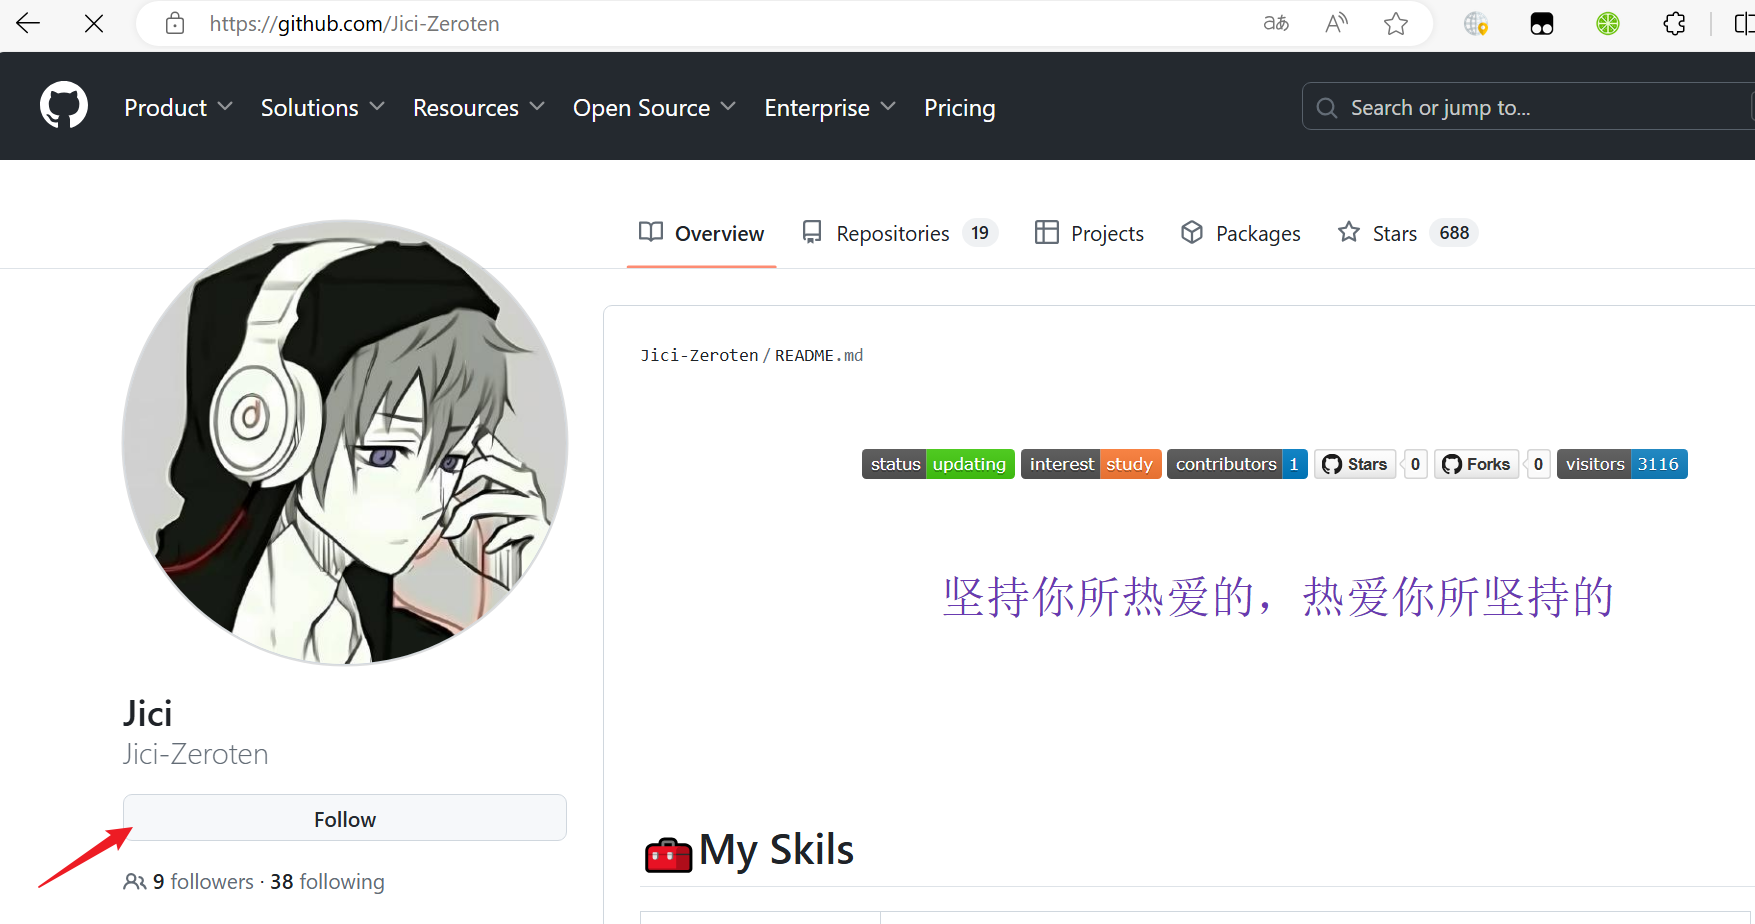 https://github.com/Jici-Zeroten
Product Solutions Resources Open Source Enterprise Pricing Search or jump to...
Overview Repositories 19 Projects Packages Stars 688
Jici-Zeroten/README.md
status updating interest study contributors 1 Stars 0 Forks 0 visitors 3116
坚持你所热爱的，热爱你所坚持的
Jici
Jici-Zeroten
Follow
9 followers · 38 following
My Skils